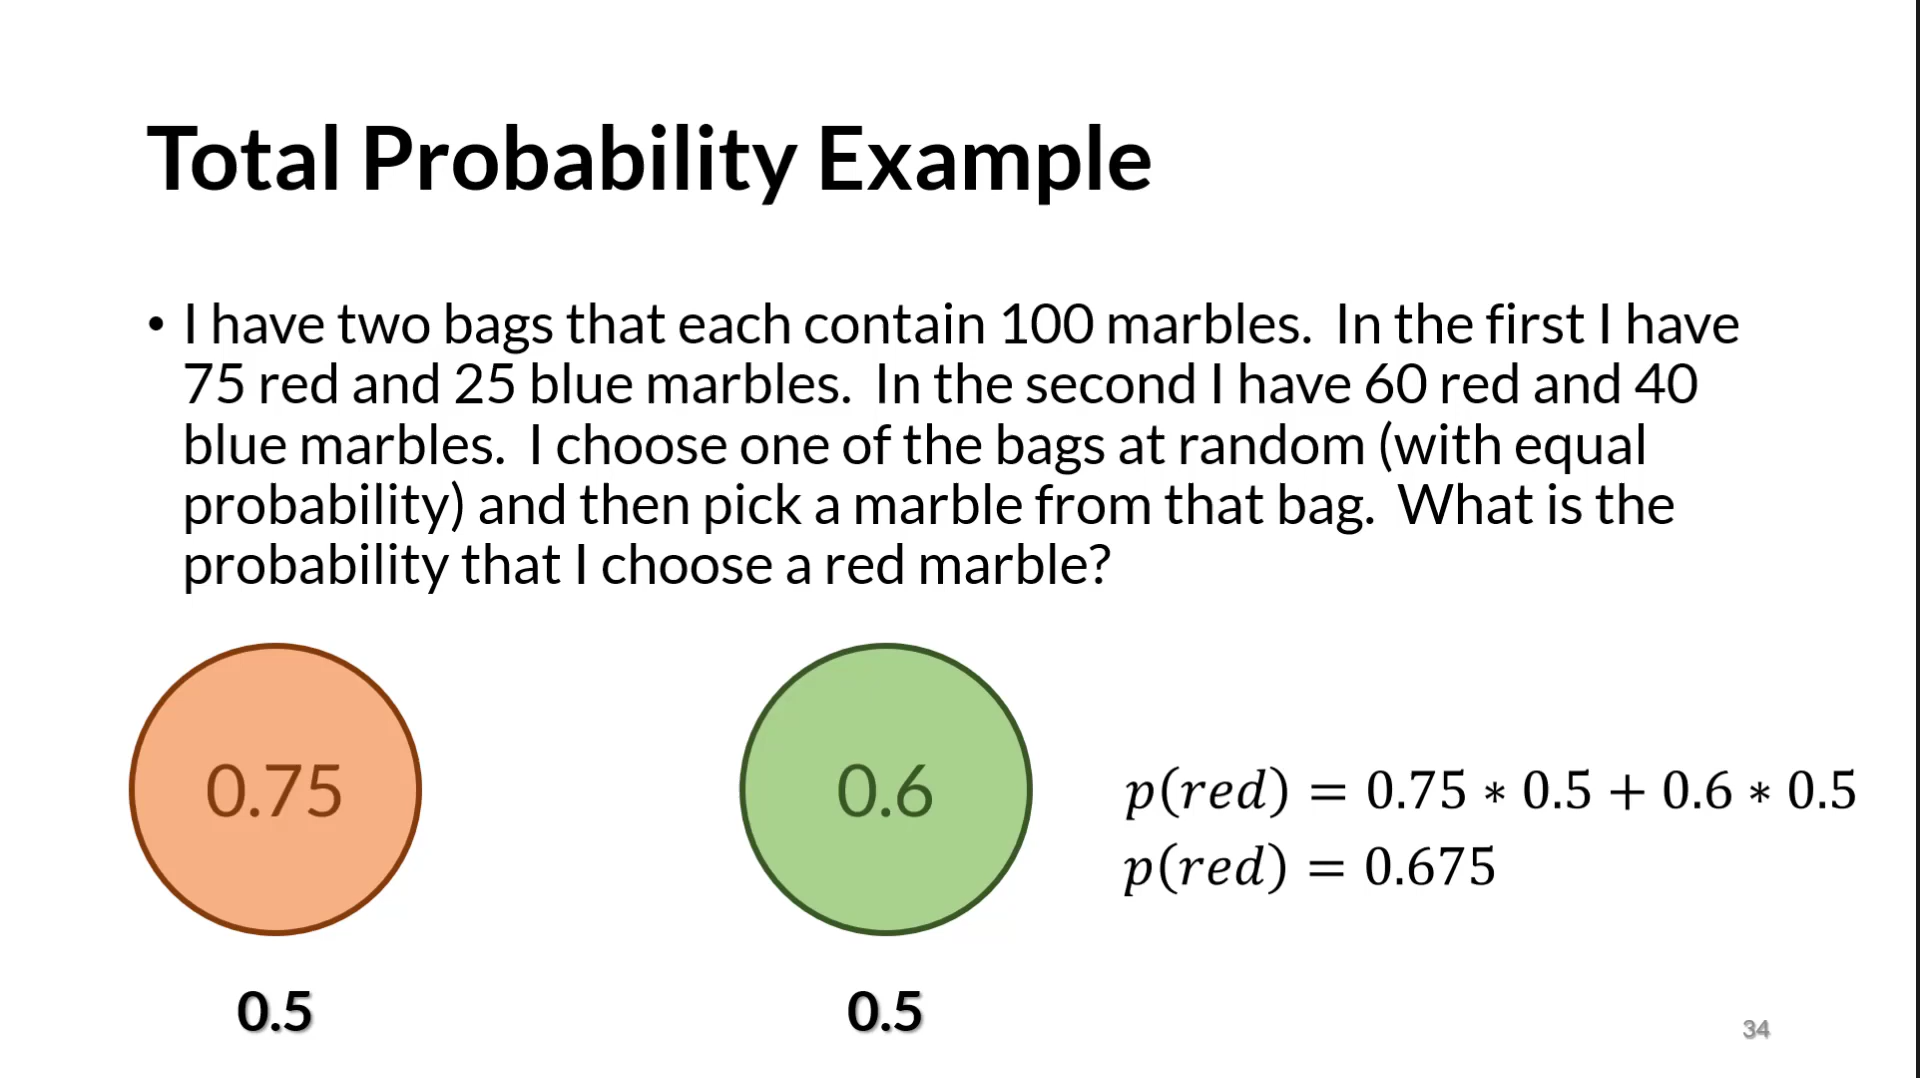 Total Probability Example
• I have two bags that each contain 100 marbles.  In the first I have
75 red and 25 blue marbles.  In the second I have 60 red and 40
blue marbles.  I choose one of the bags at random (with equal
probability) and then pick a marble from that bag.  What is the
probability that I choose a red marble?
0.75
0.6
p(red) = 0.75 ∗ 0.5 + 0.6 ∗ 0.5
p(red) = 0.675
0.5
0.5
34